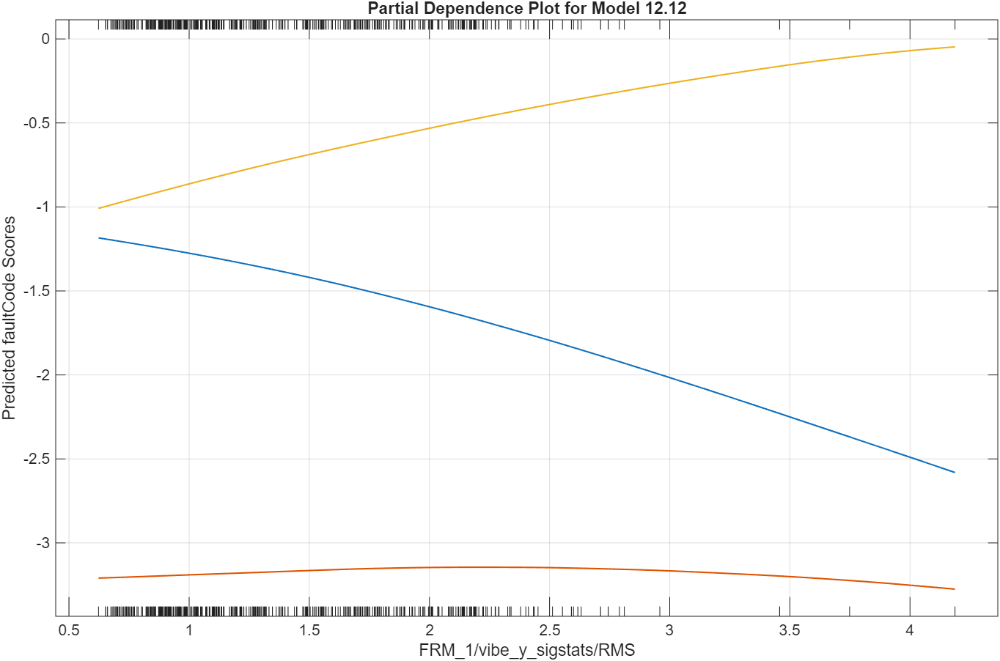 Partial Dependence Plot for Model 12.12
Predicted faultCode Scores
0
-0.5
-1
-1.5
-2
-2.5
-3
0.5 1 1.5 2 2.5 3 3.5 4
FRM_1/vibe_y_sigstats/RMS